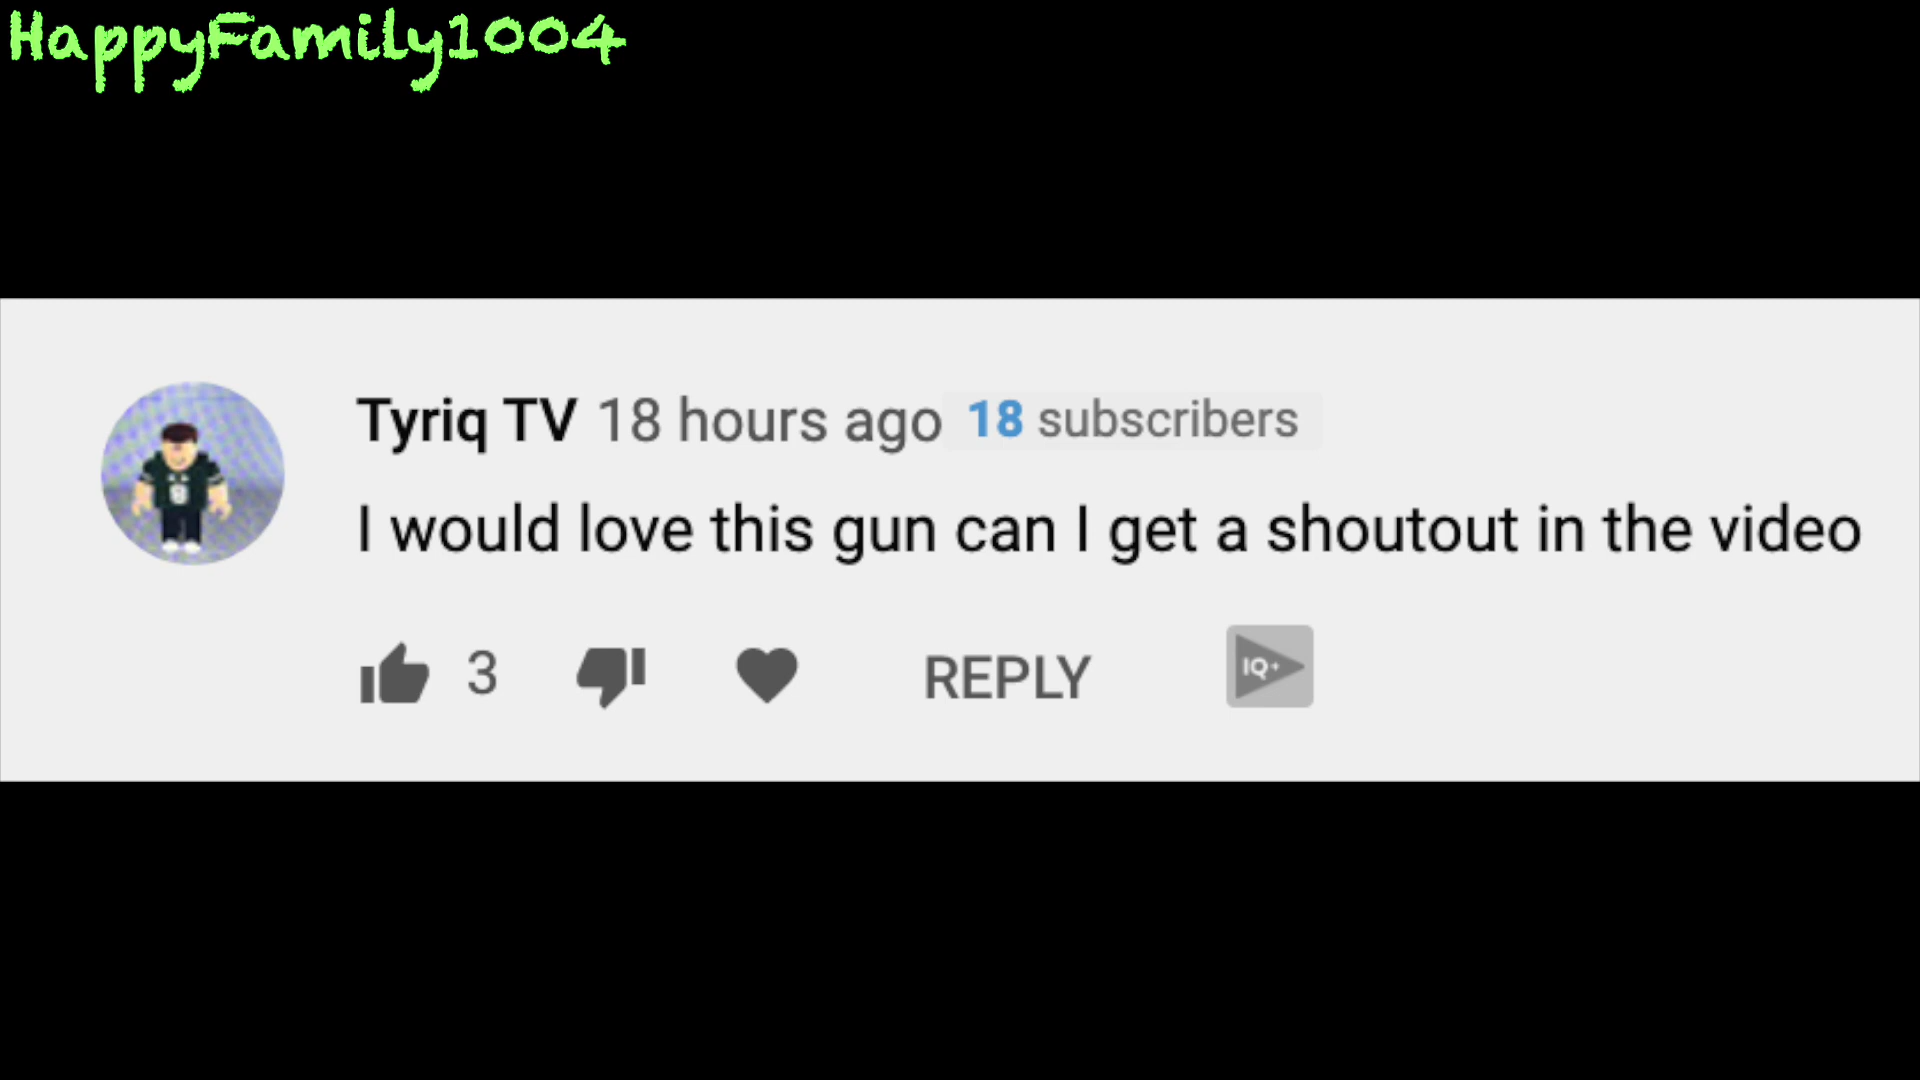 HappyFamily1004
Tyriq TV 18 hours ago 18 subscribers
I would love this gun can I get a shoutout in the video
3 REPLY IQ+